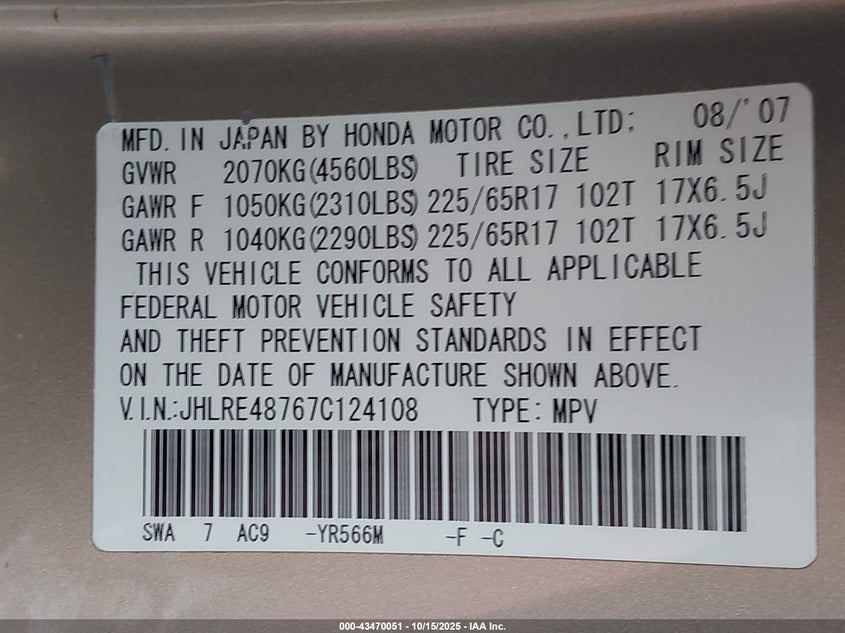 MFD. IN JAPAN BY HONDA MOTOR CO.,LTD: 08/'07
GVWR 2070KG(4560LBS) TIRE SIZE RIM SIZE
GAWR F 1050KG(2310LBS) 225/65R17 102T 17X6.5J
GAWR R 1040KG(2290LBS) 225/65R17 102T 17X6.5J
THIS VEHICLE CONFORMS TO ALL APPLICABLE
FEDERAL MOTOR VEHICLE SAFETY
AND THEFT PREVENTION STANDARDS IN EFFECT
ON THE DATE OF MANUFACTURE SHOWN ABOVE.
V.I.N.:JHLRE48767C124108 TYPE: MPV
SWA 7 AC9 -YR566M -F -C
000-43470051 - 10/15/2025 - IAA Inc.